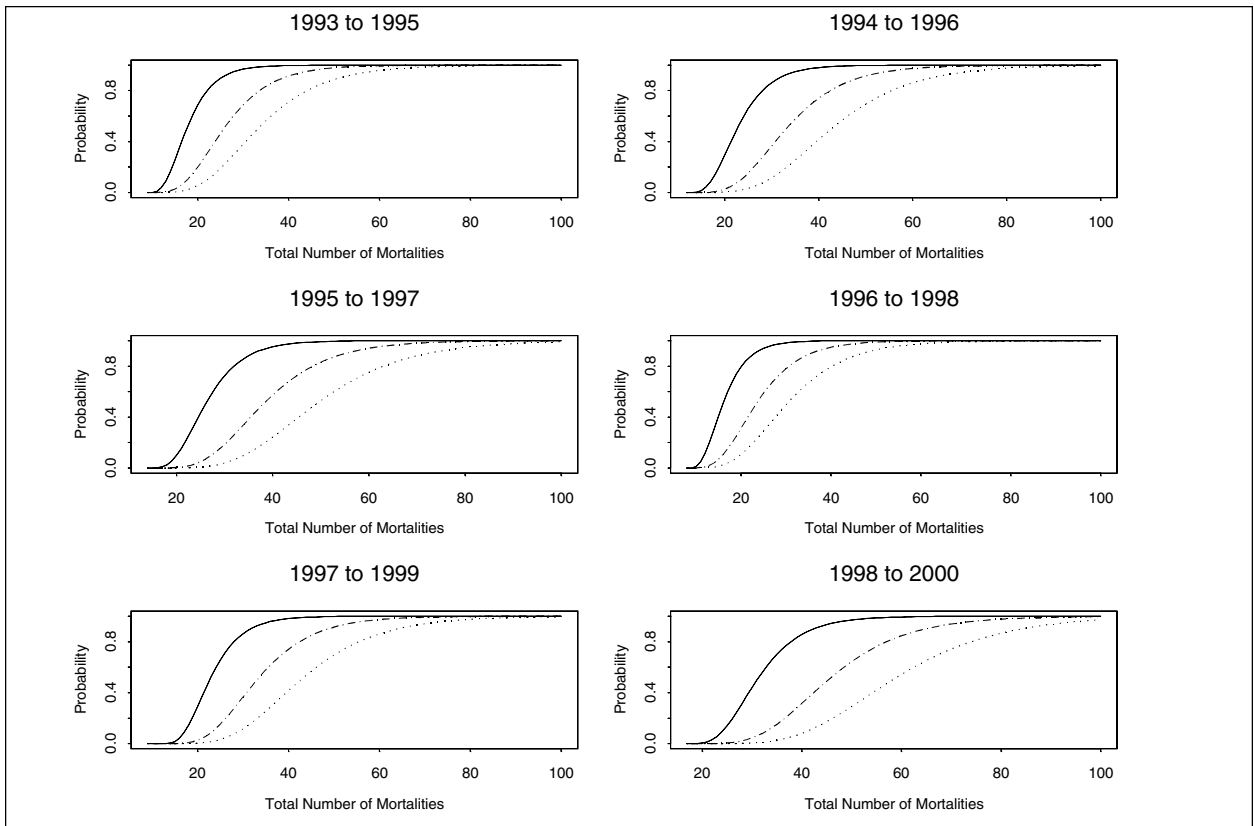 1993 to 1995
Probability
0.0 0.4 0.8
20 40 60 80 100
Total Number of Mortalities
1994 to 1996
Probability
0.0 0.4 0.8
20 40 60 80 100
Total Number of Mortalities
1995 to 1997
Probability
0.0 0.4 0.8
20 40 60 80 100
Total Number of Mortalities
1996 to 1998
Probability
0.0 0.4 0.8
20 40 60 80 100
Total Number of Mortalities
1997 to 1999
Probability
0.0 0.4 0.8
20 40 60 80 100
Total Number of Mortalities
1998 to 2000
Probability
0.0 0.4 0.8
20 40 60 80 100
Total Number of Mortalities